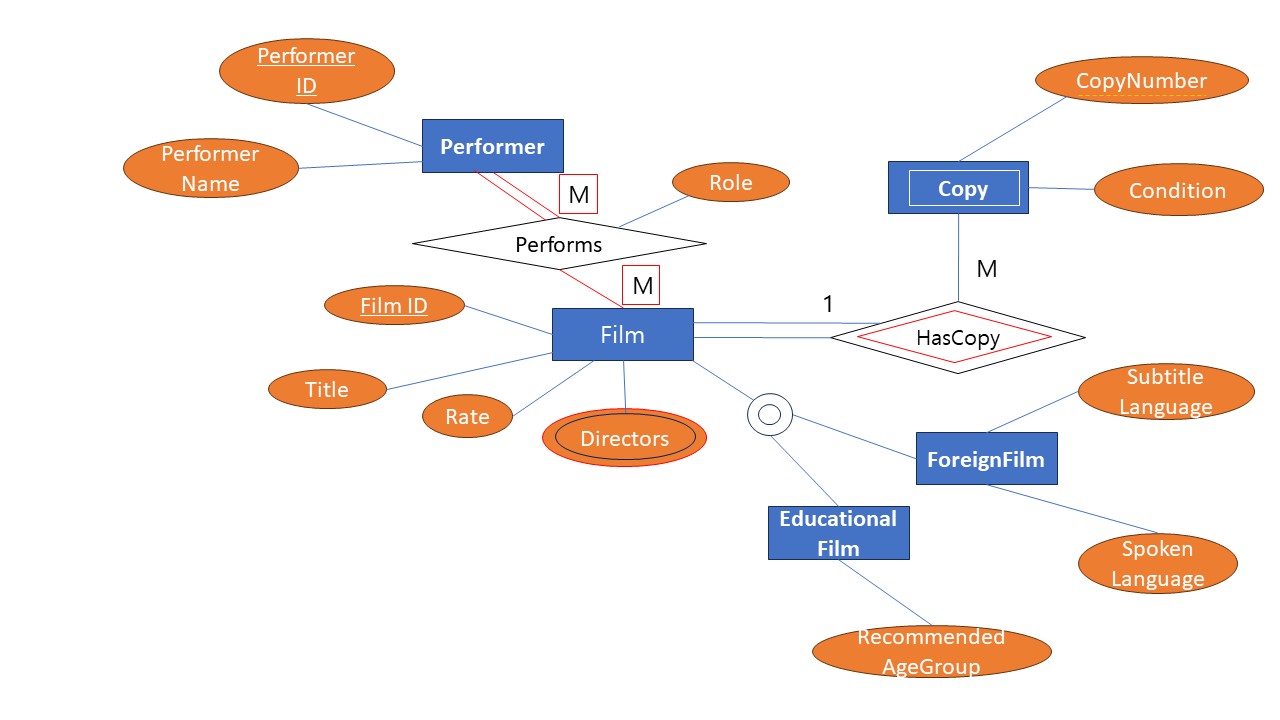 Performer
ID
CopyNumber
Performer
Performer
Name
Role
M
Copy
Condition
Performs
M
M
Film ID
1
Film
HasCopy
Title
Rate
Directors
Subtitle
Language
ForeignFilm
Educational
Film
Spoken
Language
Recommended
AgeGroup